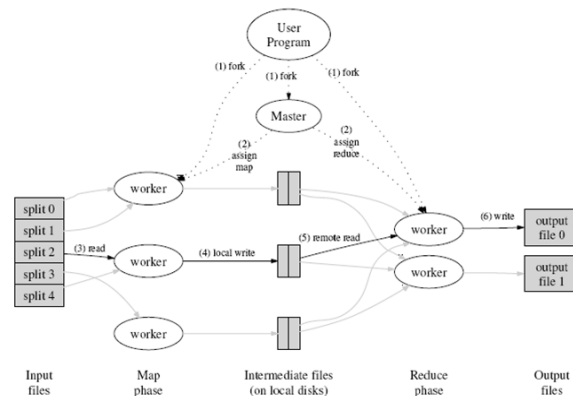 User
Program
(1) fork
(1) fork
(1) fork
Master
(2)
assign
map
(2)
assign
reduce
worker
split 0
split 1
split 2
split 3
split 4
(3) read
worker
(4) local write
(5) remote read
worker
(6) write
output
file 0
worker
output
file 1
worker
Input
files
Map
phase
Intermediate files
(on local disks)
Reduce
phase
Output
files